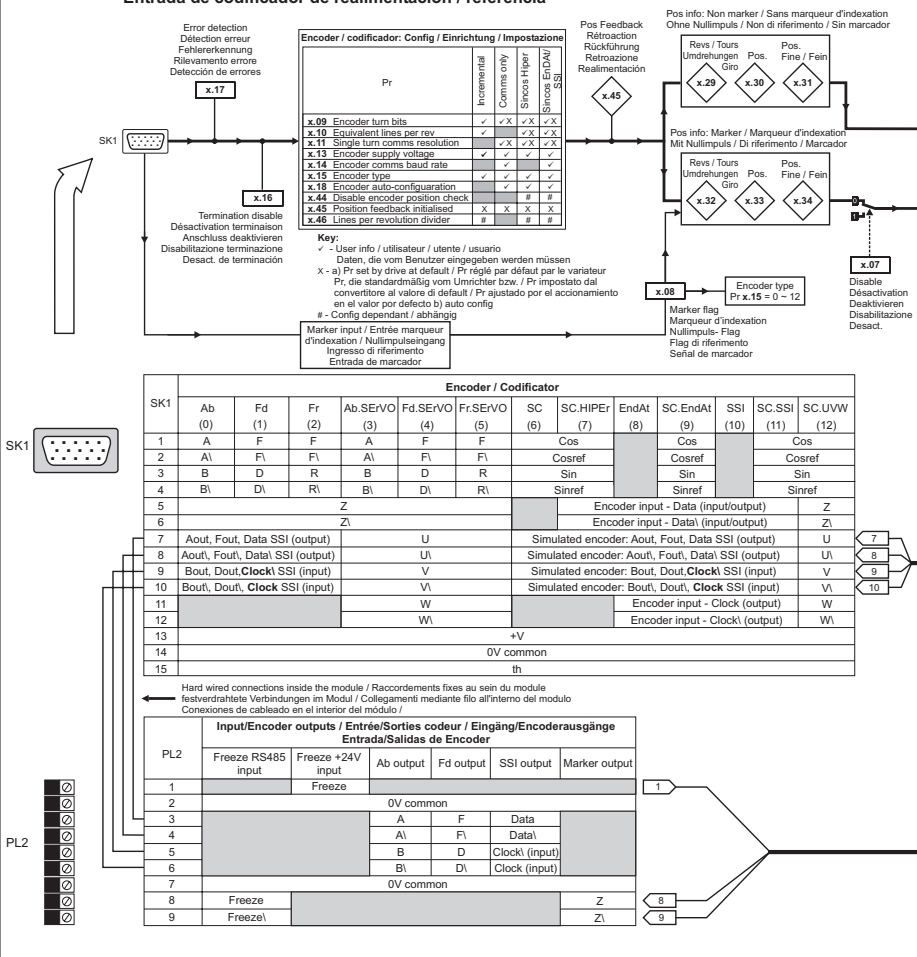 Entrada de codificador de realimentación / referencia
Error detection
Détection erreur
Fehlererkennung
Rilevamento errore
Detección de errores
x.17
SK1
x.16
Termination disable
Désactivation terminaison
Anschluss deaktivieren
Disabilitazione terminazione
Desact. de terminación
Encoder / codificador: Config / Einrichtung / Impostazione
Pr Incremental Comms only Sincos Hiper Sincos EnDAt/ SSI
x.09 Encoder turn bits ✓ ✓X ✓X ✓X
x.10 Equivalent lines per rev ✓ ✓X ✓X
x.11 Single turn comms resolution ✓X ✓X ✓X
x.13 Encoder supply voltage ✓ ✓ ✓ ✓
x.14 Encoder comms baud rate ✓ ✓
x.15 Encoder type ✓ ✓ ✓ ✓
x.18 Encoder auto-configuaration ✓ ✓ ✓
x.44 Disable encoder position check # #
x.45 Position feedback initialised X X X X
x.46 Lines per revolution divider # # #
Key:
✓ - User info / utilisateur / utente / usuario
Daten, die vom Benutzer eingegeben werden müssen
X - a) Pr set by drive at default / Pr réglé par défaut par le variateur
Pr, die standardmäßig vom Umrichter bzw. / Pr impostato dal
convertitore al valore di default / Pr ajustado por el accionamiento
en el valor por defecto b) auto config
# - Config dependant / abhängig
Marker input / Entrée marqueur
d'indexation / Nullimpulseingang
Ingresso di riferimento
Entrada de marcador
Pos Feedback
Rétroaction
Rückführung
Retroazione
Realimentación
x.45
Pos info: Non marker / Sans marqueur d'indexation
Ohne Nullimpuls / Non di riferimento / Sin marcador
Revs / Tours
Umdrehungen Pos. Pos.
Giro Fine / Fein
x.29 x.30 x.31
Pos info: Marker / Marqueur d'indexation
Mit Nullimpuls / Di riferimento / Marcador
Revs / Tours
Umdrehungen Pos. Pos.
Giro Fine / Fein
x.32 x.33 x.34
0
1
x.07
Disable
Désactivation
Deaktivieren
Disabilitazione
Desact.
x.08
Encoder type
Pr x.15 = 0 ~ 12
Marker flag
Marqueur d'indexation
Nullimpuls- Flag
Flag di riferimento
Señal de marcador
SK1
SK1 Encoder / Codificator
Ab Fd Fr Ab.SErVO Fd.SErVO Fr.SErVO SC SC.HIPEr EndAt SC.EndAt SSI SC.SSI SC.UVW
(0) (1) (2) (3) (4) (5) (6) (7) (8) (9) (10) (11) (12)
1 A F F A F F Cos Cos Cos
2 A\ F\ F\ A\ F\ F\ Cosref Cosref Cosref
3 B D R B D R Sin Sin Sin
4 B\ D\ R\ B\ D\ R\ Sinref Sinref Sinref
5 Z Encoder input - Data (input/output) Z
6 Z\ Encoder input - Data\ (input/output) Z\
7 Aout, Fout, Data SSI (output) U Simulated encoder: Aout, Fout, Data SSI (output) U 7
8 Aout\, Fout\, Data\ SSI (output) U\ Simulated encoder: Aout\, Fout\, Data\ SSI (output) U\ 8
9 Bout, Dout,Clock\ SSI (input) V Simulated encoder: Bout, Dout,Clock\ SSI (input) V 9
10 Bout\, Dout\, Clock SSI (input) V\ Simulated encoder: Bout\, Dout\, Clock SSI (input) V\ 10
11 W Encoder input - Clock (output) W
12 W\ Encoder input - Clock\ (output) W\
13 +V
14 0V common
15 th
Hard wired connections inside the module / Raccordements fixes au sein du module
festverdrahtete Verbindungen im Modul / Collegamenti mediante filo all'interno del modulo
Conexiones de cableado en el interior del módulo /
PL2
PL2 Input/Encoder outputs / Entrée/Sorties codeur / Eingäng/Encoderausgänge
Entrada/Salidas de Encoder
Freeze RS485 input Freeze +24V input Ab output Fd output SSI output Marker output
1 Freeze 1
2 0V common
3 A F Data
4 A\ F\ Data\
5 B D Clock\ (input)
6 B\ D\ Clock (input)
7 0V common
8 Freeze Z 8
9 Freeze\ Z\ 9